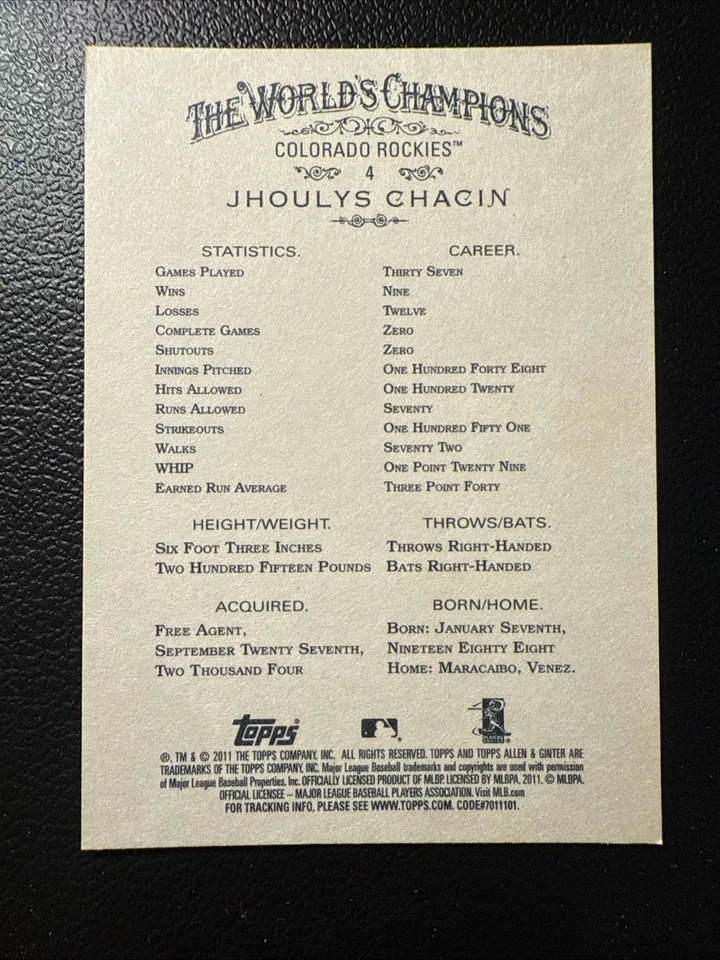 THE WORLD'S CHAMPIONS
COLORADO ROCKIES™
4
JHOULYS CHACIN
STATISTICS. CAREER.
GAMES PLAYED THIRTY SEVEN
WINS NINE
LOSSES TWELVE
COMPLETE GAMES ZERO
SHUTOUTS ZERO
INNINGS PITCHED ONE HUNDRED FORTY EIGHT
HITS ALLOWED ONE HUNDRED TWENTY
RUNS ALLOWED SEVENTY
STRIKEOUTS ONE HUNDRED FIFTY ONE
WALKS SEVENTY TWO
WHIP ONE POINT TWENTY NINE
EARNED RUN AVERAGE THREE POINT FORTY
HEIGHT/WEIGHT. THROWS/BATS.
SIX FOOT THREE INCHES THROWS RIGHT-HANDED
TWO HUNDRED FIFTEEN POUNDS BATS RIGHT-HANDED
ACQUIRED. BORN/HOME.
FREE AGENT, BORN: JANUARY SEVENTH,
SEPTEMBER TWENTY SEVENTH, NINETEEN EIGHTY EIGHT
TWO THOUSAND FOUR HOME: MARACAIBO, VENEZ.
topps
®, TM & © 2011 THE TOPPS COMPANY, INC. ALL RIGHTS RESERVED. TOPPS AND TOPPS ALLEN & GINTER ARE
TRADEMARKS OF THE TOPPS COMPANY, INC. Major League Baseball trademarks and copyrights are used with permission
of Major League Baseball Properties, Inc. OFFICIALLY LICENSED PRODUCT OF MLBP. LICENSED BY MLBPA, 2011. © MLBPA.
OFFICIAL LICENSEE – MAJOR LEAGUE BASEBALL PLAYERS ASSOCIATION. Visit MLB.com
FOR TRACKING INFO, PLEASE SEE WWW.TOPPS.COM. CODE#7011101.